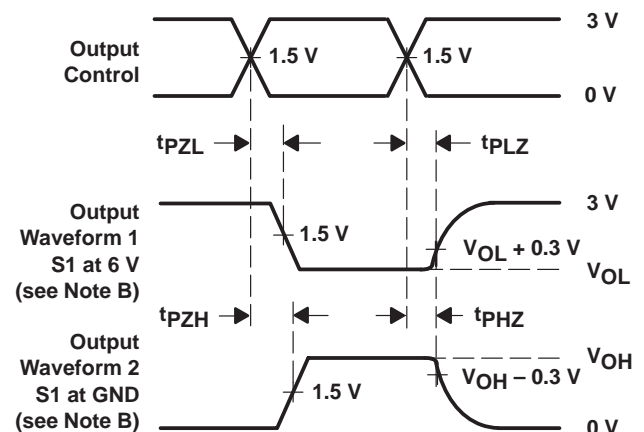 3 V
Output
Control
1.5 V
1.5 V
0 V
tPZL
tPLZ
3 V
Output
Waveform 1
S1 at 6 V
(see Note B)
1.5 V
VOL + 0.3 V
VOL
tPZH
tPHZ
Output
Waveform 2
S1 at GND
(see Note B)
VOH
1.5 V
VOH – 0.3 V
0 V